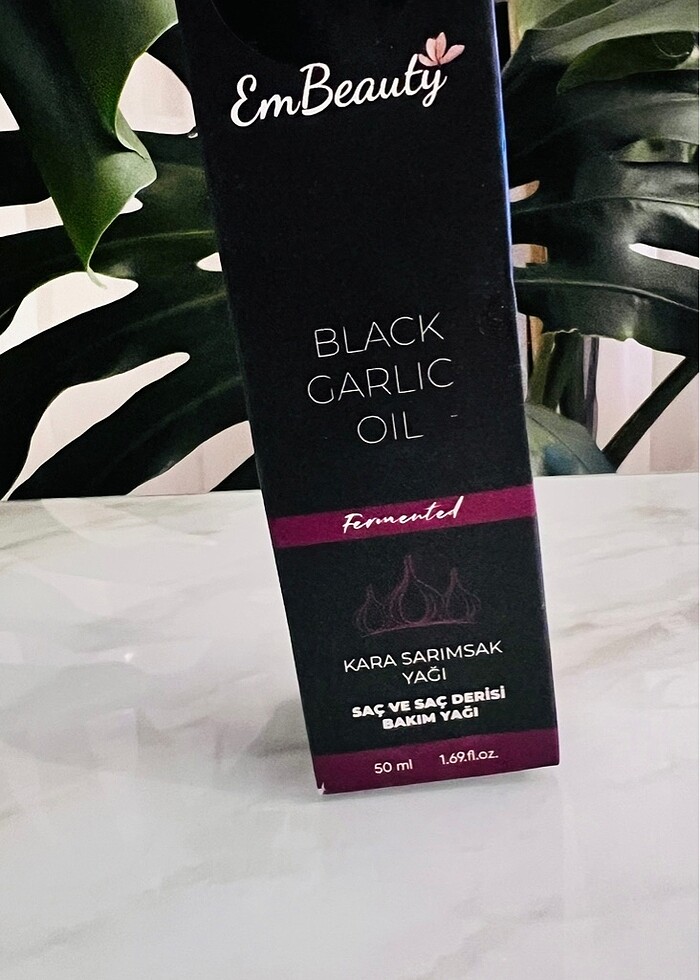 EmBeauty
BLACK
GARLIC
OIL
Fermented
KARA SARIMSAK
YAĞI
SAÇ VE SAÇ DERİSİ
BAKIM YAĞI
50 ml 1.69.fl.oz.